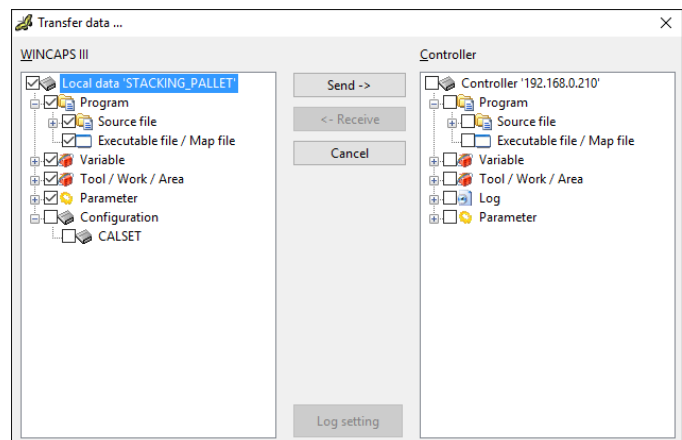 Transfer data ...
WINCAPS III
Local data 'STACKING_PALLET'
Program
Source file
Executable file / Map file
Variable
Tool / Work / Area
Parameter
Configuration
CALSET
Send ->
<- Receive
Cancel
Log setting
Controller
Controller '192.168.0.210'
Program
Source file
Executable file / Map file
Variable
Tool / Work / Area
Log
Parameter